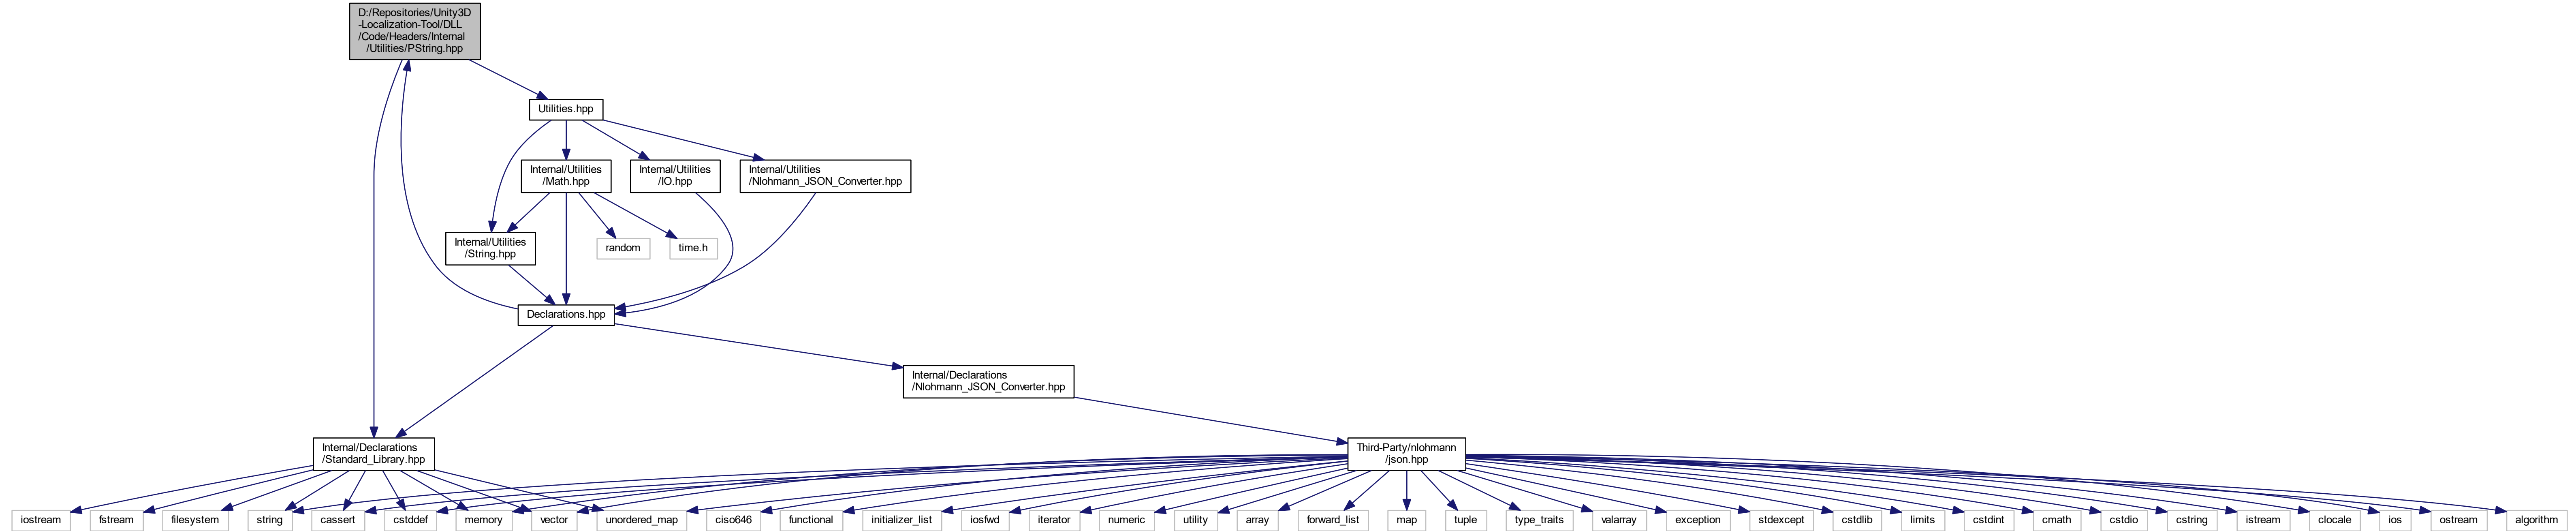 D:/Repositories/Unity3D
-Localization-Tool/DLL
/Code/Headers/Internal
/Utilities/PString.hpp
Utilities.hpp
Internal/Utilities
/Math.hpp
Internal/Utilities
/IO.hpp
Internal/Utilities
/Nlohmann_JSON_Converter.hpp
Internal/Utilities
/String.hpp
random
time.h
Declarations.hpp
Internal/Declarations
/Nlohmann_JSON_Converter.hpp
Internal/Declarations
/Standard_Library.hpp
Third-Party/nlohmann
/json.hpp
iostream
fstream
filesystem
string
cassert
cstddef
memory
vector
unordered_map
ciso646
functional
initializer_list
iosfwd
iterator
numeric
utility
array
forward_list
map
tuple
type_traits
valarray
exception
stdexcept
cstdlib
limits
cstdint
cmath
cstdio
cstring
istream
clocale
ios
ostream
algorithm